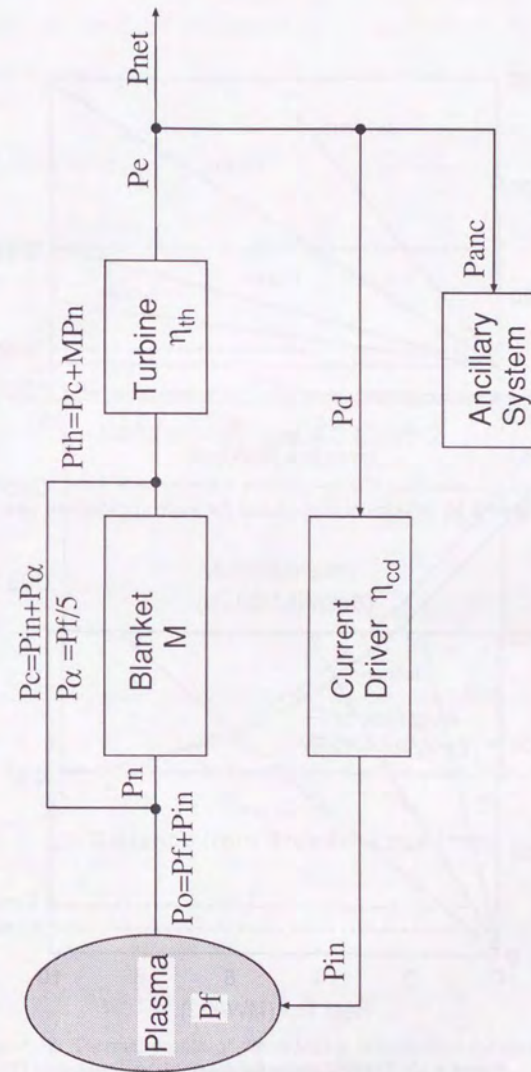 Plasma
Pf
Po=Pf+Pin
Pn
Pc=Pin+Pα
Pα =Pf/5
Blanket
M
Pth=Pc+MPn
Turbine
ηth
Pe
Pnet
Pin
Current
Driver ηcd
Pd
Panc
Ancillary
System